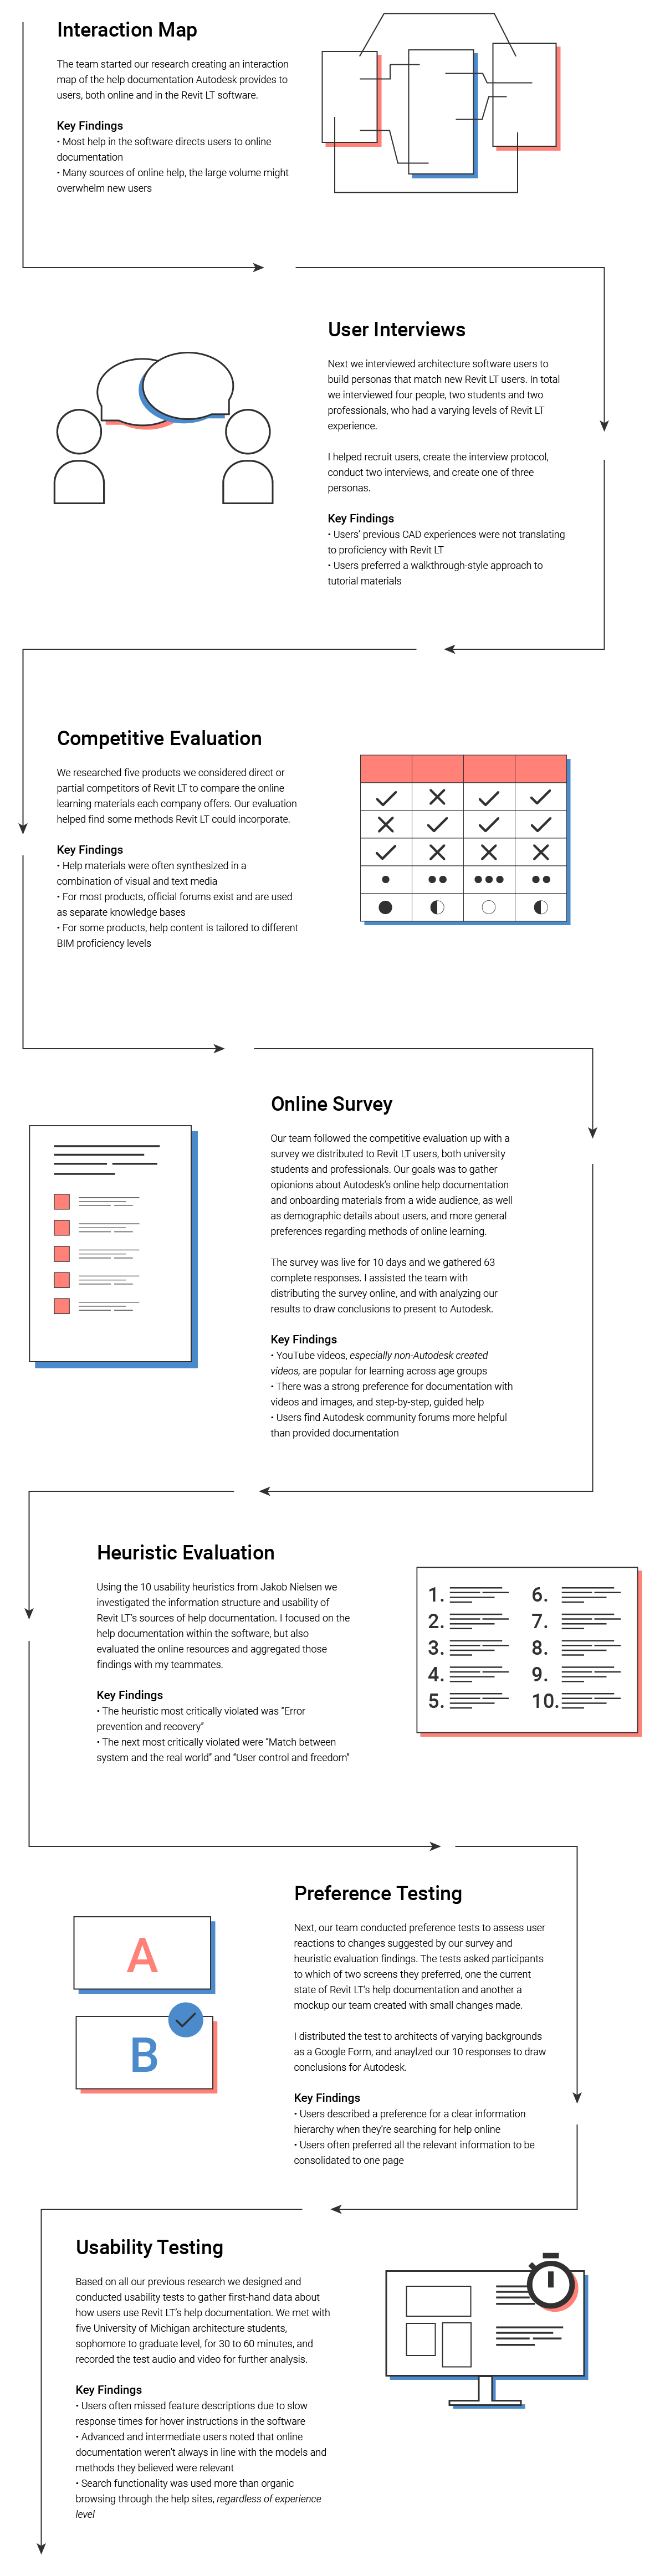 Interaction Map
The team started our research creating an interaction
map of the help documentation Autodesk provides to
users, both online and in the Revit LT software.
Key Findings
• Most help in the software directs users to online
documentation
• Many sources of online help, the large volume might
overwhelm new users
User Interviews
Next we interviewed architecture software users to
build personas that match new Revit LT users. In total
we interviewed four people, two students and two
professionals, who had a varying levels of Revit LT
experience.
I helped recruit users, create the interview protocol,
conduct two interviews, and create one of three
personas.
Key Findings
• Users’ previous CAD experiences were not translating
to proficiency with Revit LT
• Users preferred a walkthrough-style approach to
tutorial materials
Competitive Evaluation
We researched five products we considered direct or
partial competitors of Revit LT to compare the online
learning materials each company offers. Our evaluation
helped find some methods Revit LT could incorporate.
Key Findings
• Help materials were often synthesized in a
combination of visual and text media
• For most products, official forums exist and are used
as separate knowledge bases
• For some products, help content is tailored to different
BIM proficiency levels
Online Survey
Our team followed the competitive evaluation up with a
survey we distributed to Revit LT users, both university
students and professionals. Our goals was to gather
opionions about Autodesk’s online help documentation
and onboarding materials from a wide audience, as well
as demographic details about users, and more general
preferences regarding methods of online learning.
The survey was live for 10 days and we gathered 63
complete responses. I assisted the team with
distributing the survey online, and with analyzing our
results to draw conclusions to present to Autodesk.
Key Findings
• YouTube videos, especially non-Autodesk created
videos, are popular for learning across age groups
• There was a strong preference for documentation with
videos and images, and step-by-step, guided help
• Users find Autodesk community forums more helpful
than provided documentation
Heuristic Evaluation
Using the 10 usability heuristics from Jakob Nielsen we
investigated the information structure and usability of
Revit LT’s sources of help documentation. I focused on the
help documentation within the software, but also
evaluated the online resources and aggregated those
findings with my teammates.
Key Findings
• The heuristic most critically violated was “Error
prevention and recovery”
• The next most critically violated were “Match between
system and the real world” and “User control and freedom”
1.
2.
3.
4.
5.
6.
7.
8.
9.
10.
Preference Testing
Next, our team conducted preference tests to assess user
reactions to changes suggested by our survey and
heuristic evaluation findings. The tests asked participants
to which of two screens they preferred, one the current
state of Revit LT’s help documentation and another a
mockup our team created with small changes made.
I distributed the test to architects of varying backgrounds
as a Google Form, and anaylzed our 10 responses to draw
conclusions for Autodesk.
Key Findings
• Users described a preference for a clear information
hierarchy when they’re searching for help online
• Users often preferred all the relevant information to be
consolidated to one page
A
B
Usability Testing
Based on all our previous research we designed and
conducted usability tests to gather first-hand data about
how users use Revit LT’s help documentation. We met with
five University of Michigan architecture students,
sophomore to graduate level, for 30 to 60 minutes, and
recorded the test audio and video for further analysis.
Key Findings
• Users often missed feature descriptions due to slow
response times for hover instructions in the software
• Advanced and intermediate users noted that online
documentation weren’t always in line with the models and
methods they believed were relevant
• Search functionality was used more than organic
browsing through the help sites, regardless of experience
level